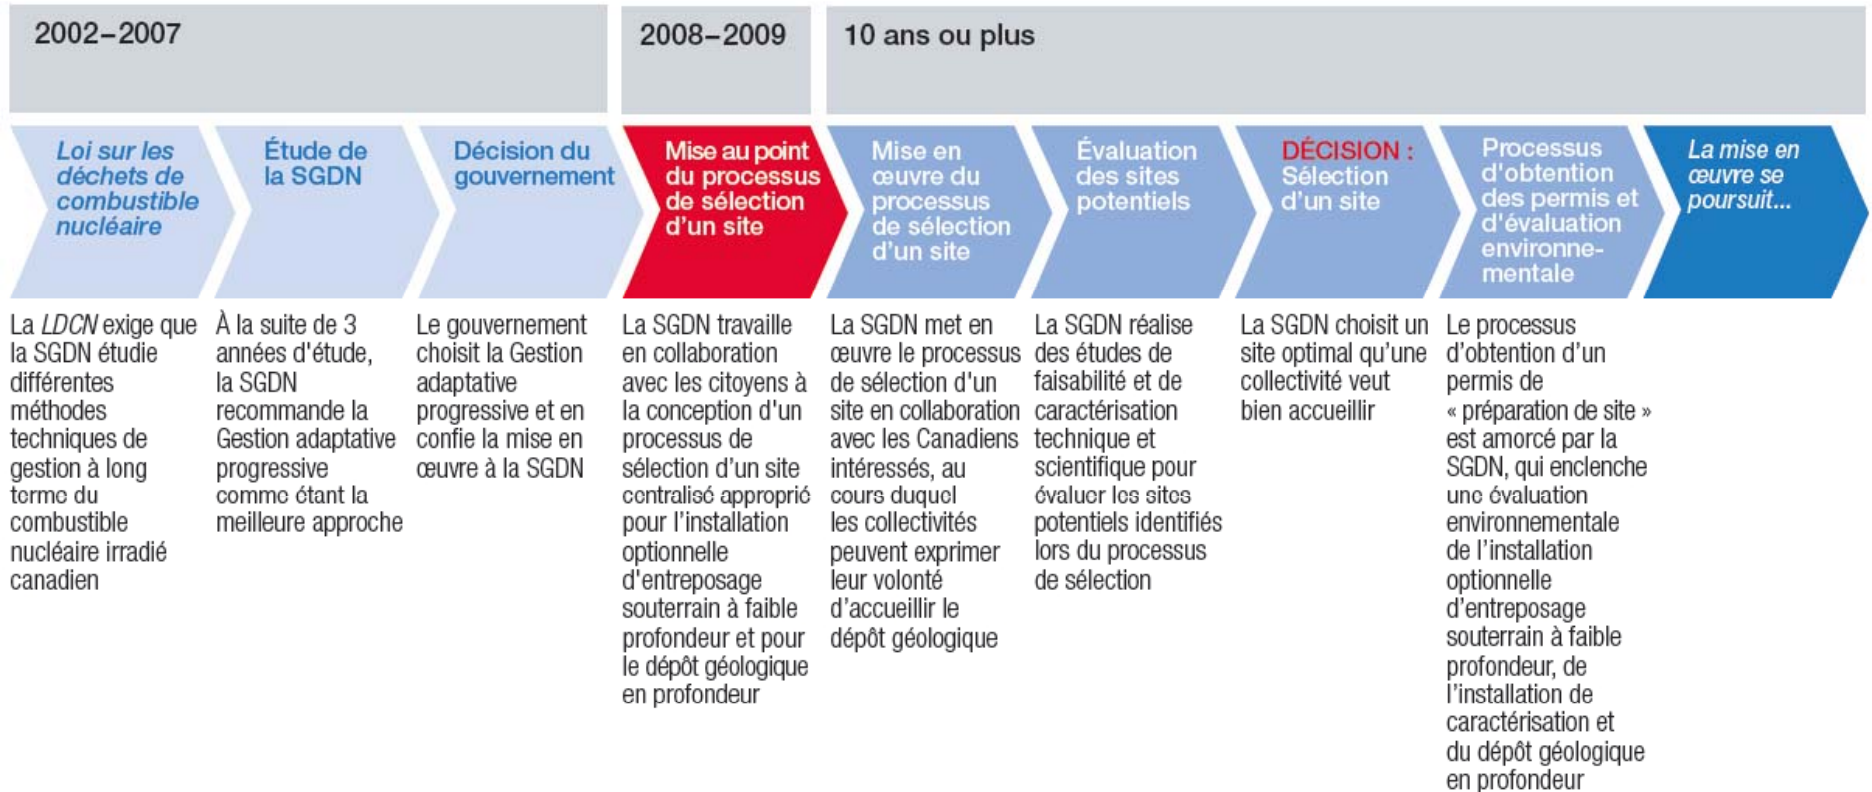 2002–2007
2008–2009
10 ans ou plus
Loi sur les
déchets de
combustible
nucléaire
Étude de
la SGDN
Décision du
gouvernement
Mise au point
du processus
de sélection
d’un site
Mise en
œuvre du
processus
de sélection
d’un site
Évaluation
des sites
potentiels
DÉCISION :
Sélection
d’un site
Processus
d'obtention
des permis et
d'évaluation
environne-
mentale
La mise en
œuvre se
poursuit...
La LDCN exige que
la SGDN étudie
différentes
méthodes
techniques de
gestion à long
terme du
combustible
nucléaire irradié
canadien
À la suite de 3
années d'étude,
la SGDN
recommande la
Gestion adaptative
progressive
comme étant la
meilleure approche
Le gouvernement
choisit la Gestion
adaptative
progressive et en
confie la mise en
œuvre à la SGDN
La SGDN travaille
en collaboration
avec les citoyens à
la conception d'un
processus de
sélection d’un site
centralisé approprié
pour l’installation
optionnelle
d'entreposage
souterrain à faible
profondeur et pour
le dépôt géologique
en profondeur
La SGDN met en
œuvre le processus
de sélection d'un
site en collaboration
avec les Canadiens
intéressés, au
cours duquel
les collectivités
peuvent exprimer
leur volonté
d’accueillir le
dépôt géologique
La SGDN réalise
des études de
faisabilité et de
caractérisation
technique et
scientifique pour
évaluer les sites
potentiels identifiés
lors du processus
de sélection
La SGDN choisit un
site optimal qu’une
collectivité veut
bien accueillir
Le processus
d’obtention d’un
permis de
« préparation de site »
est amorcé par la
SGDN, qui enclenche
une évaluation
environnementale
de l’installation
optionnelle
d’entreposage
souterrain à faible
profondeur, de
l’installation de
caractérisation et
du dépôt géologique
en profondeur